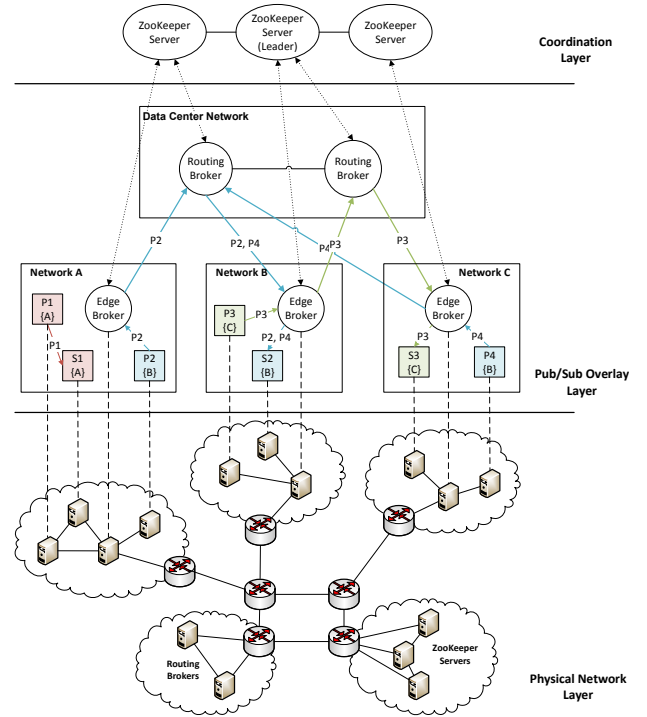 ZooKeeper
Server
ZooKeeper
Server
(Leader)
ZooKeeper
Server
Coordination
Layer
Data Center Network
Routing
Broker
Routing
Broker
P2
P2, P4
P4
P3
P3
Network A
Network B
Network C
P1
{A}
Edge
Broker
P3
{C}
P3
Edge
Broker
Edge
Broker
P1
P2
P2, P4
P3
P4
S1
{A}
P2
{B}
S2
{B}
S3
{C}
P4
{B}
Pub/Sub Overlay
Layer
Routing
Brokers
ZooKeeper
Servers
Physical Network
Layer